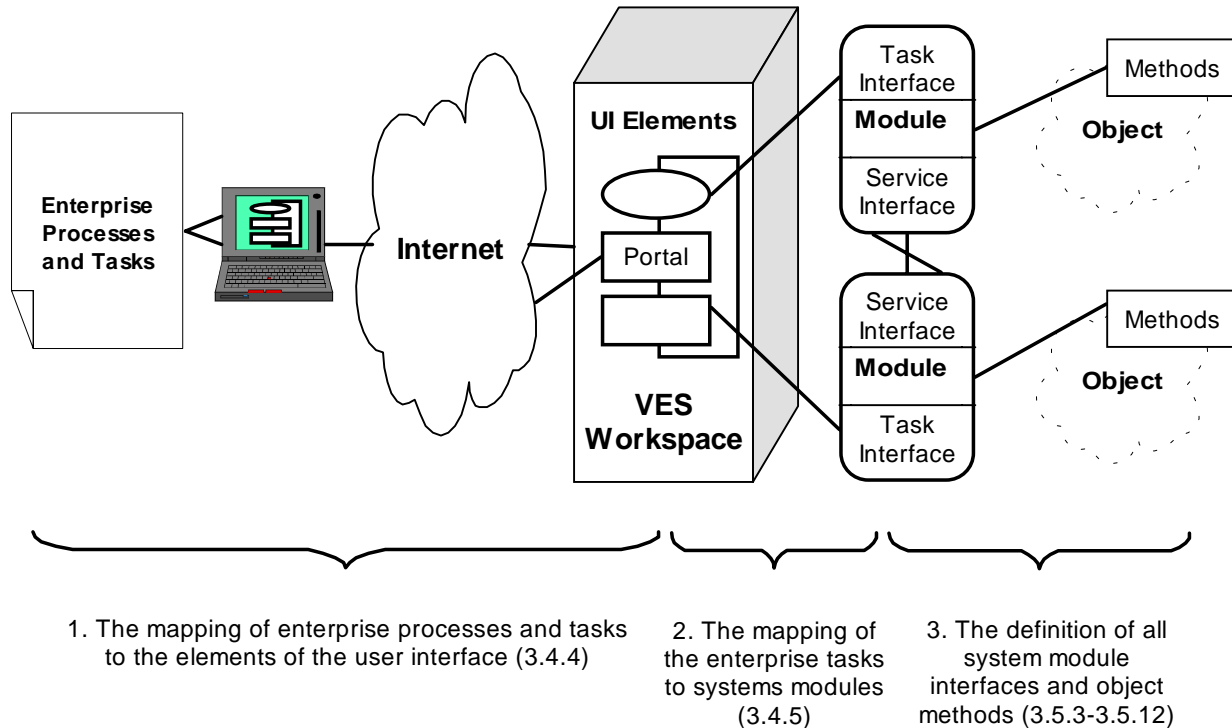 Enterprise
Processes
and Tasks
Internet
UI Elements
Portal
VES
Workspace
Task
Interface
Module
Service
Interface
Service
Interface
Module
Task
Interface
Methods
Object
Methods
Object
1. The mapping of enterprise processes and tasks
to the elements of the user interface (3.4.4)
2. The mapping of
the enterprise tasks
to systems modules
(3.4.5)
3. The definition of all
system module
interfaces and object
methods (3.5.3-3.5.12)